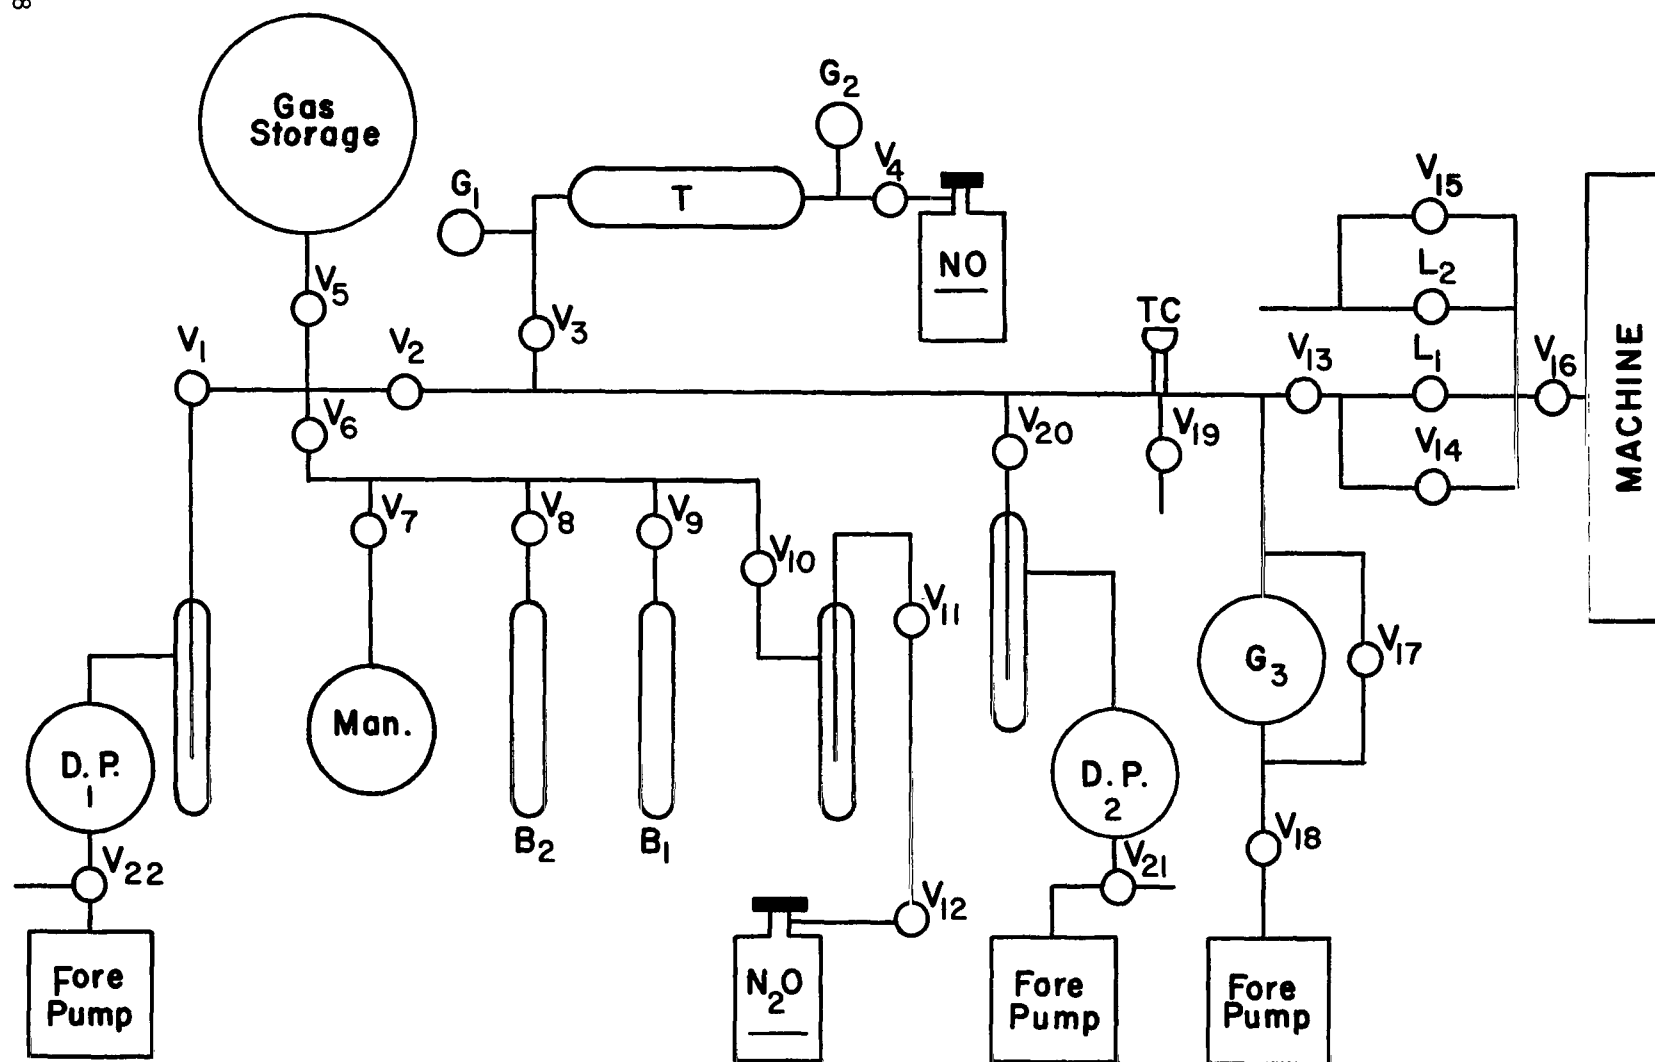 8
Gas
Storage
G2
G1
T
V4
NO
V15
L2
V5
TC
V1
V2
V3
V13
L1
V16
MACHINE
V6
V20
V19
V14
V7
V8
V9
V10
V11
V17
G3
Man.
D. P.
1
D. P.
2
B2
B1
V22
V21
V18
V12
Fore
Pump
N2O
Fore
Pump
Fore
Pump